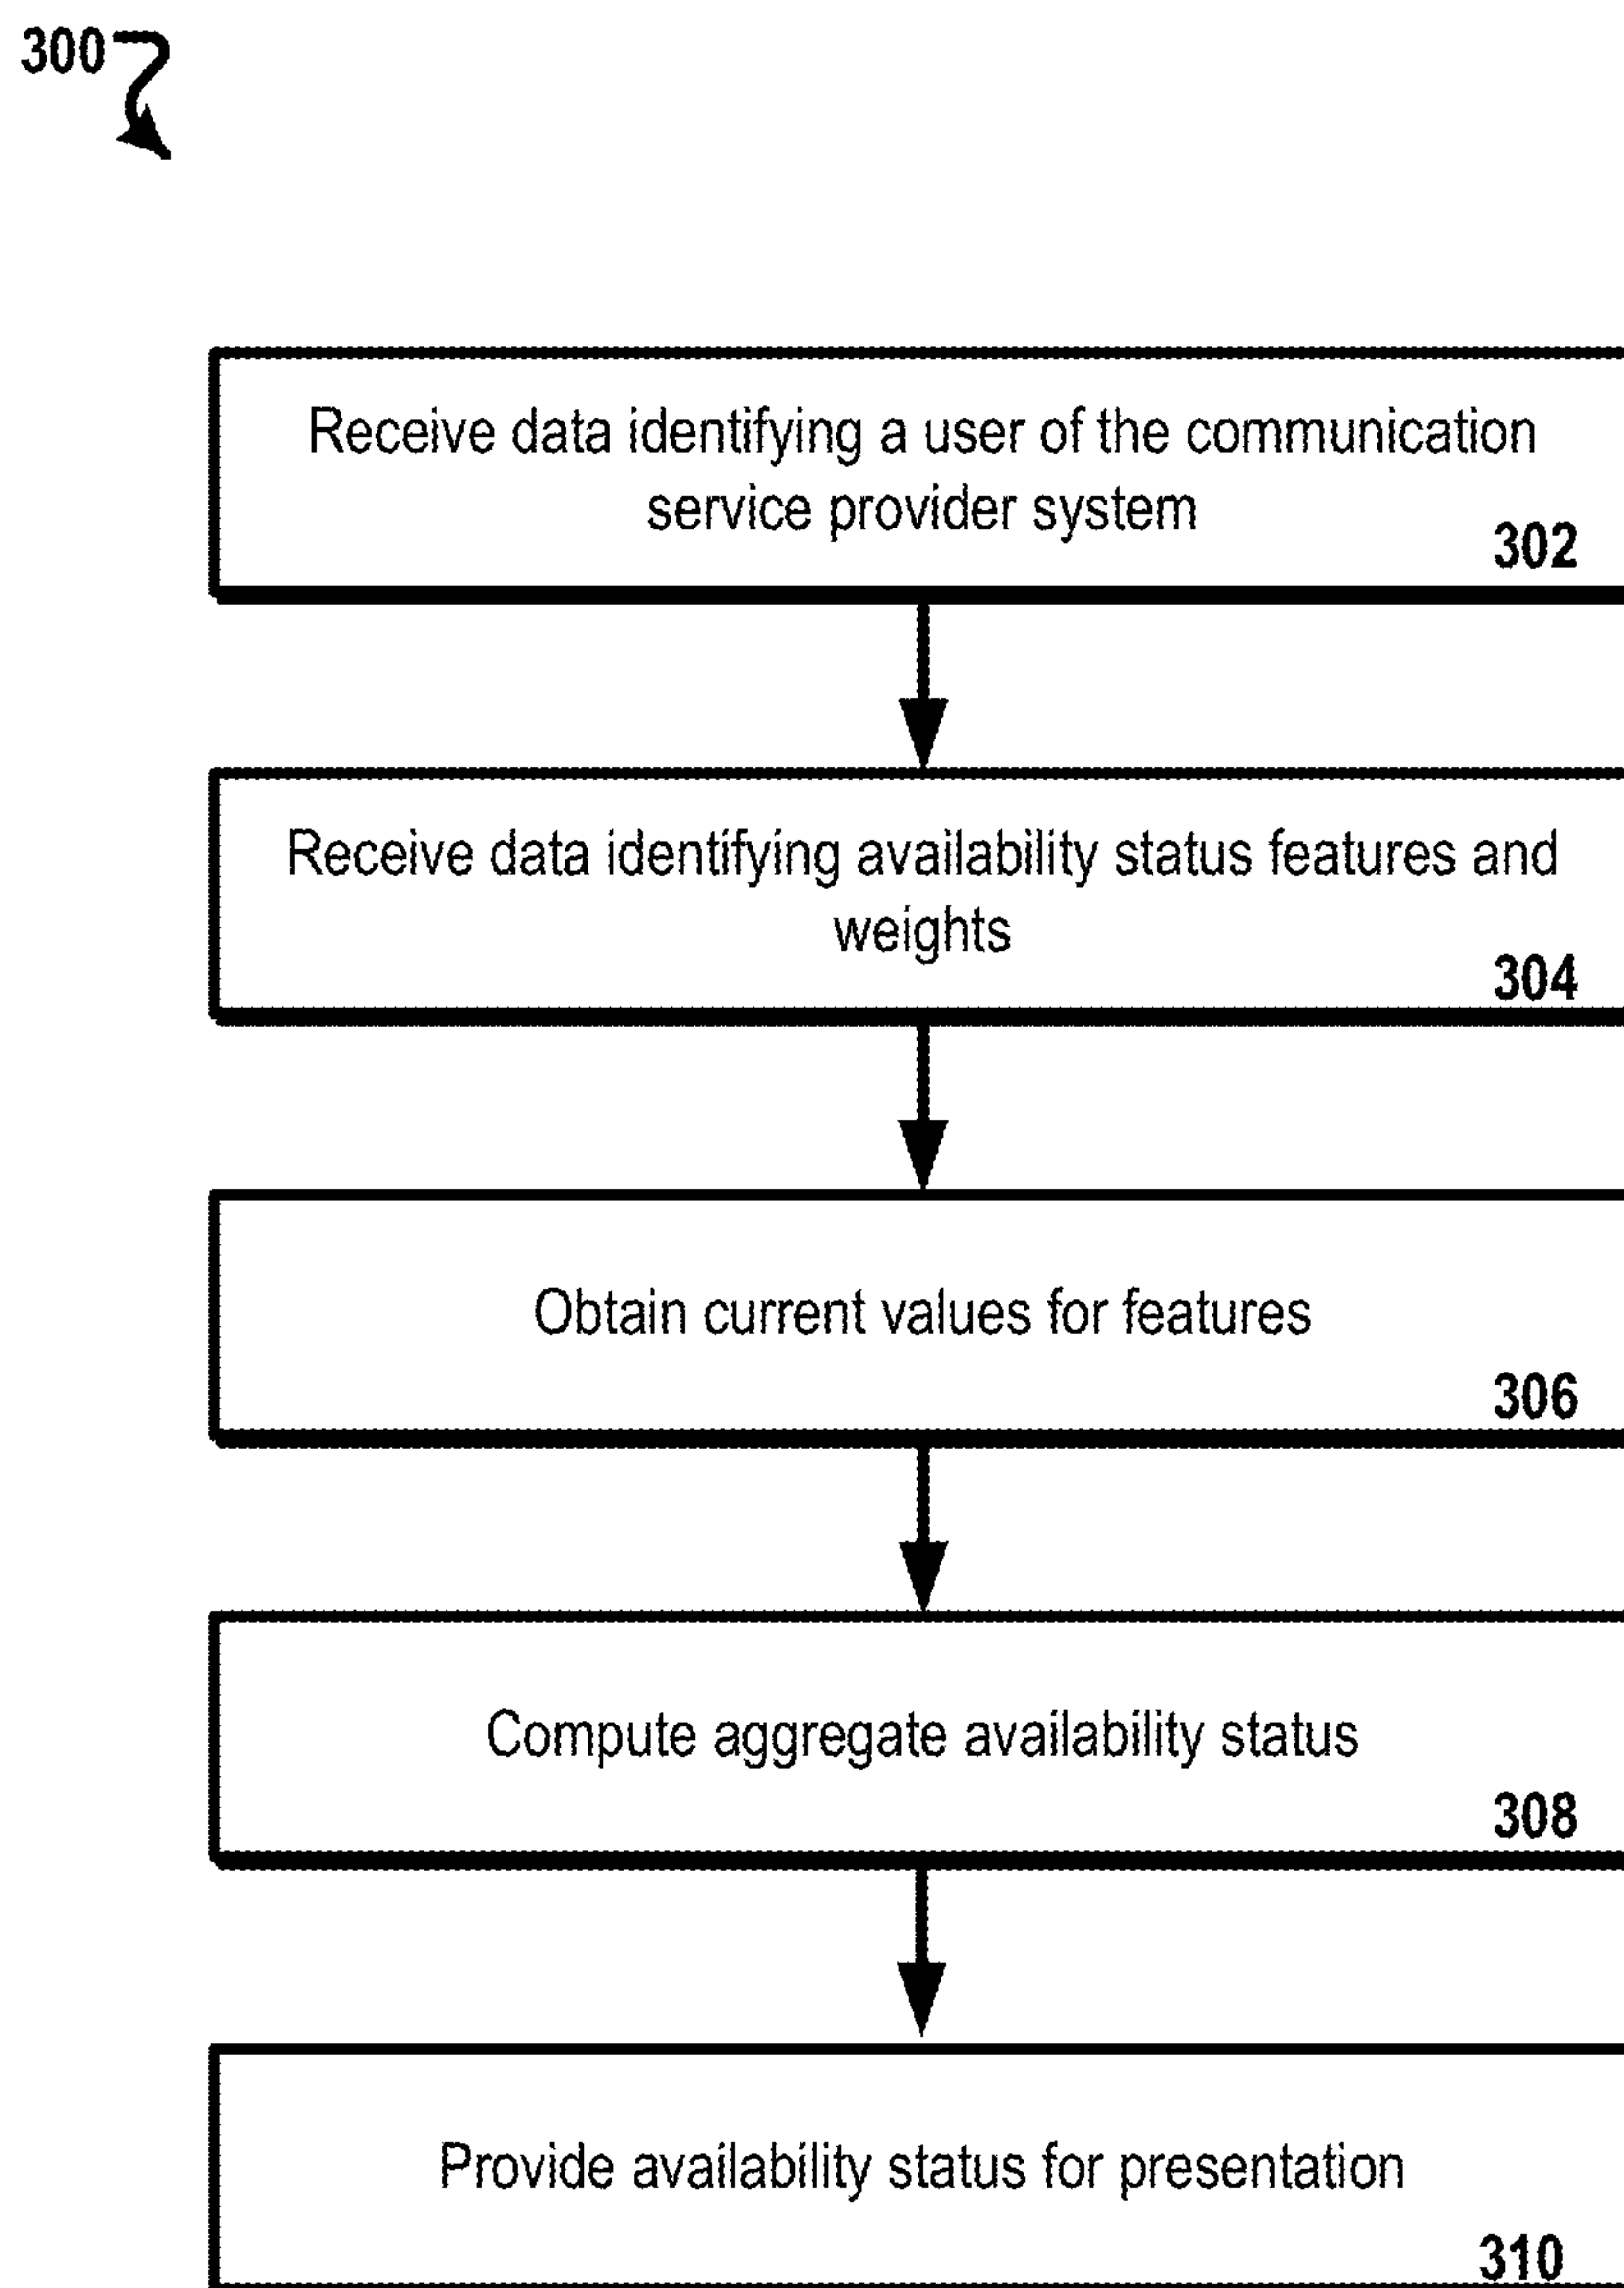 300
Receive data identifying a user of the communication
service provider system
302
Receive data identifying availability status features and
weights
304
Obtain current values for features
306
Compute aggregate availability status
308
Provide availability status for presentation
310